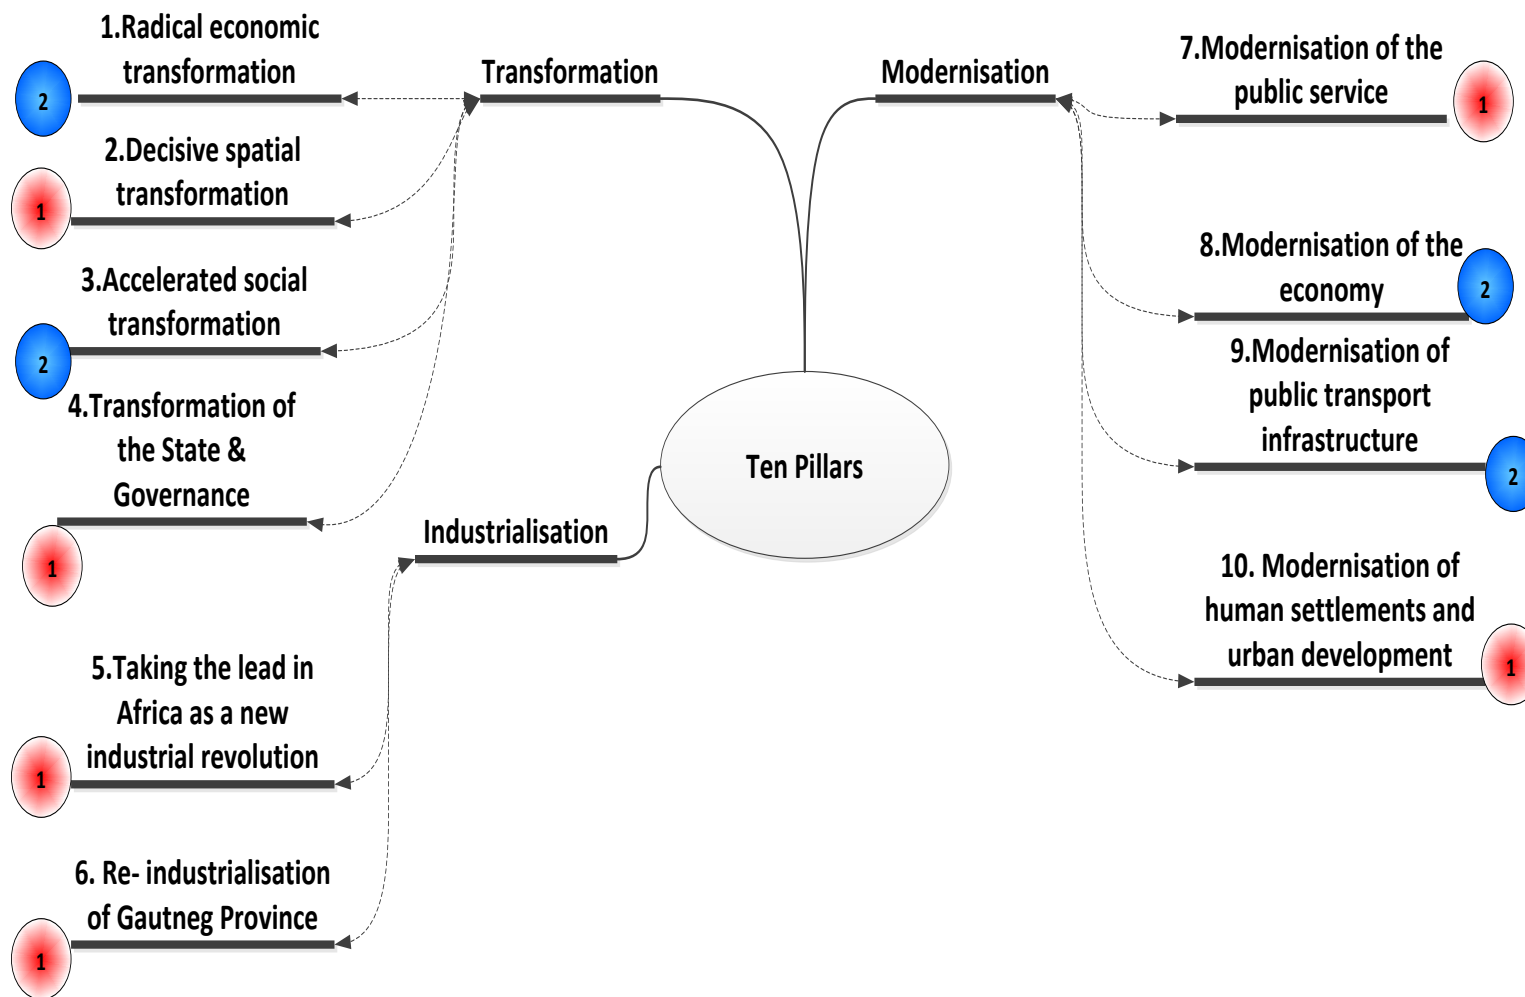 1.Radical economic
transformation
2
2.Decisive spatial
transformation
1
3.Accelerated social
transformation
2
4.Transformation of
the State &
Governance
1
5.Taking the lead in
Africa as a new
industrial revolution
1
6. Re- industrialisation
of Gautneg Province
1
Transformation
Industrialisation
Ten Pillars
Modernisation
7.Modernisation of the
public service
1
8.Modernisation of the
economy
2
9.Modernisation of
public transport
infrastructure
2
10. Modernisation of
human settlements and
urban development
1